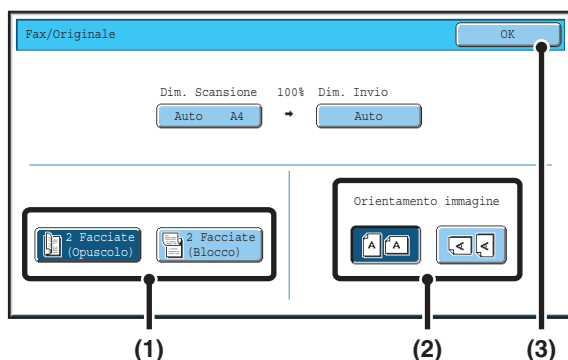 Fax/Originale OK
Dim. Scansione 100% Dim. Invio
Auto A4 Auto
Orientamento immagine
2 Facciate 2 Facciate
(Opuscolo) (Blocco)
A A A A
(1) (2) (3)